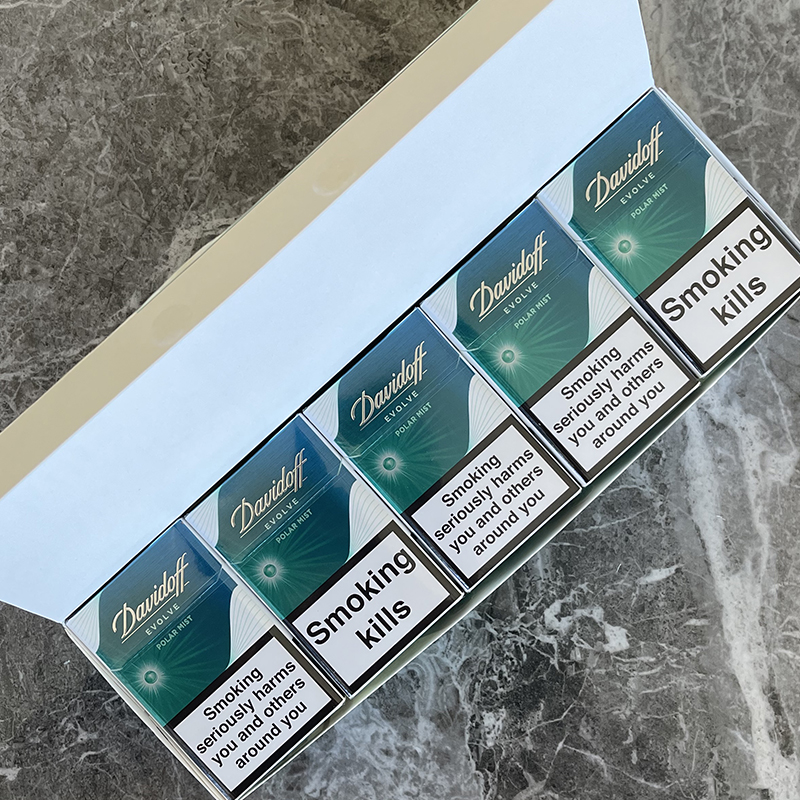 Davidoff
EVOLVE
POLAR MIST
Smoking
seriously harms
you and others
around you
Davidoff
EVOLVE
POLAR MIST
Smoking
kills
Davidoff
EVOLVE
POLAR MIST
Smoking
seriously harms
you and others
around you
Davidoff
EVOLVE
POLAR MIST
Smoking
seriously harms
you and others
around you
Davidoff
EVOLVE
POLAR MIST
Smoking
kills